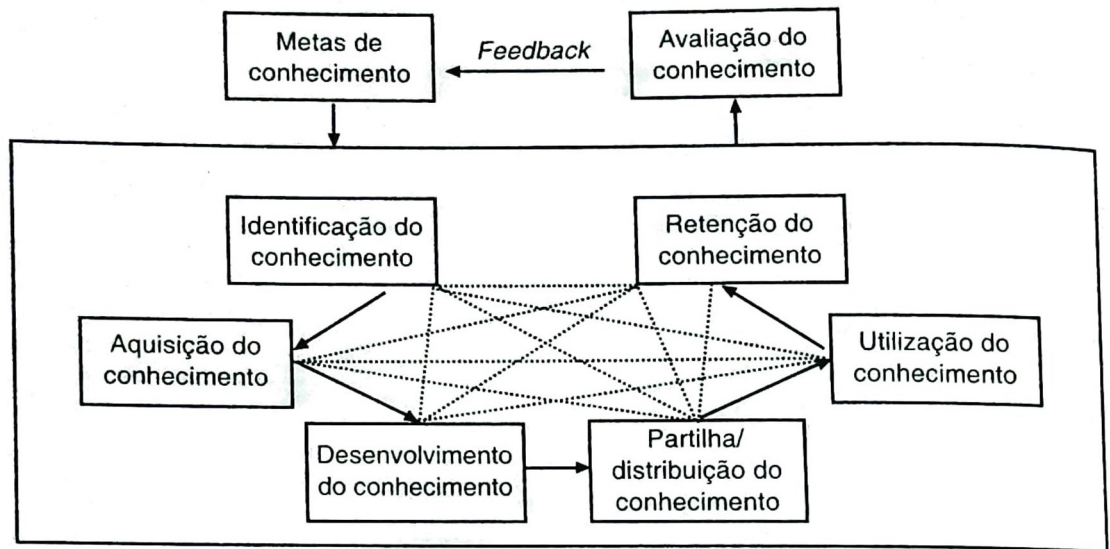 Metas de
conhecimento
Feedback
Avaliação do
conhecimento
Identificação do
conhecimento
Retenção do
conhecimento
Aquisição do
conhecimento
Utilização do
conhecimento
Desenvolvimento
do conhecimento
Partilha/
distribuição do
conhecimento